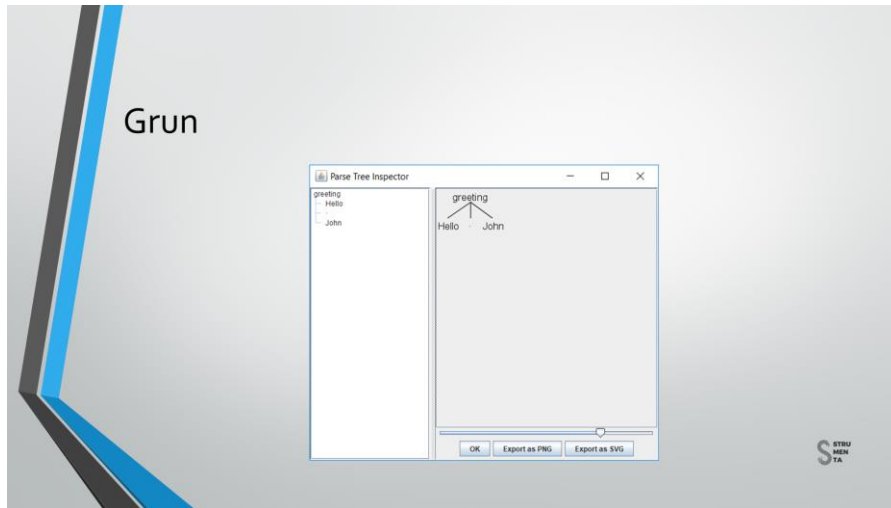 Grun
Parse Tree Inspector
greeting
Hello
·
John
greeting
Hello · John
OK Export as PNG Export as SVG
STRU
MEN
TA